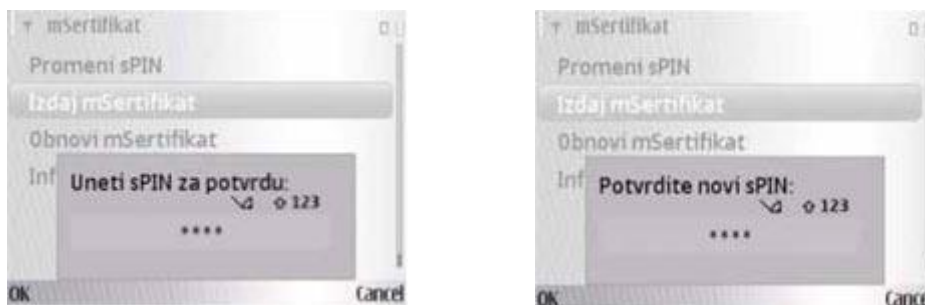 mSertifikat
Promeni sPIN
Izdaj mSertifikat
Obnovi mSertifikat
Inf
Uneti sPIN za potvrdu:
123
****
OK Cancel
mSertifikat
Promeni sPIN
Izdaj mSertifikat
Obnovi mSertifikat
Inf
Potvrdite novi sPIN:
123
****
OK Cance